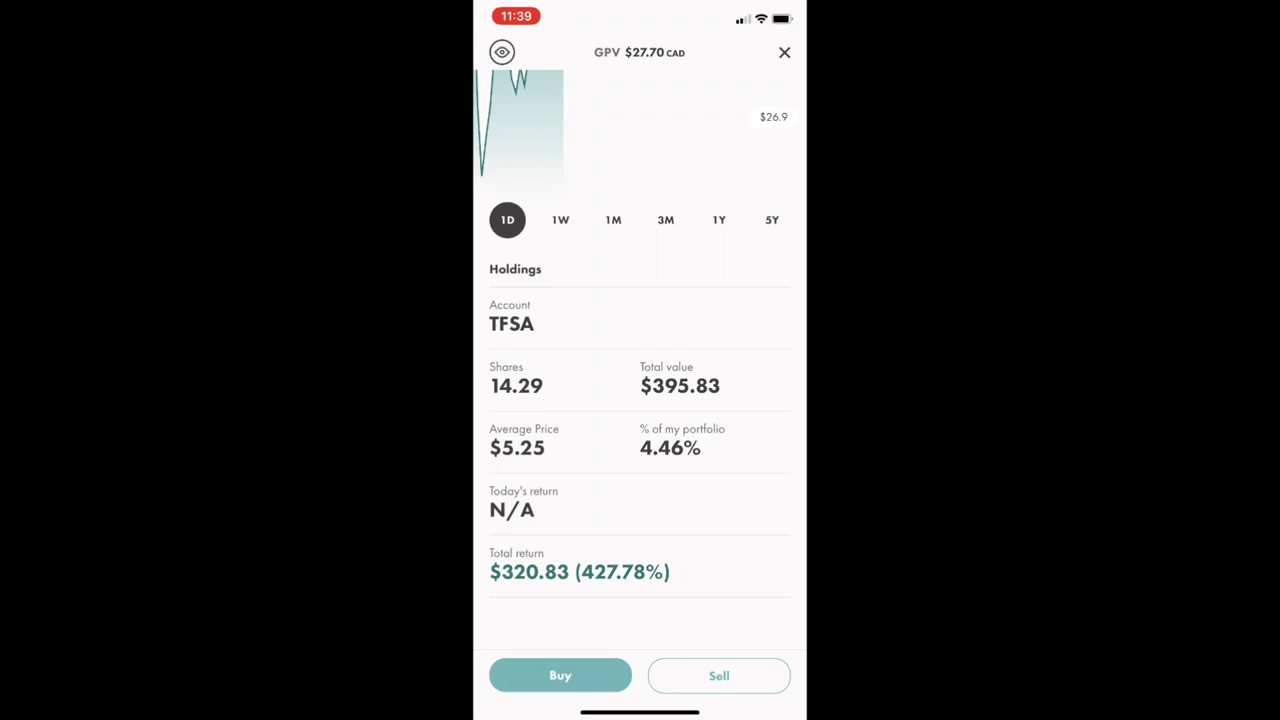 11:39
GPV $27.70 CAD
$26.9
1D 1W 1M 3M 1Y 5Y
Holdings
Account
TFSA
Shares Total value
14.29 $395.83
Average Price % of my portfolio
$5.25 4.46%
Today's return
N/A
Total return
$320.83 (427.78%)
Buy Sell